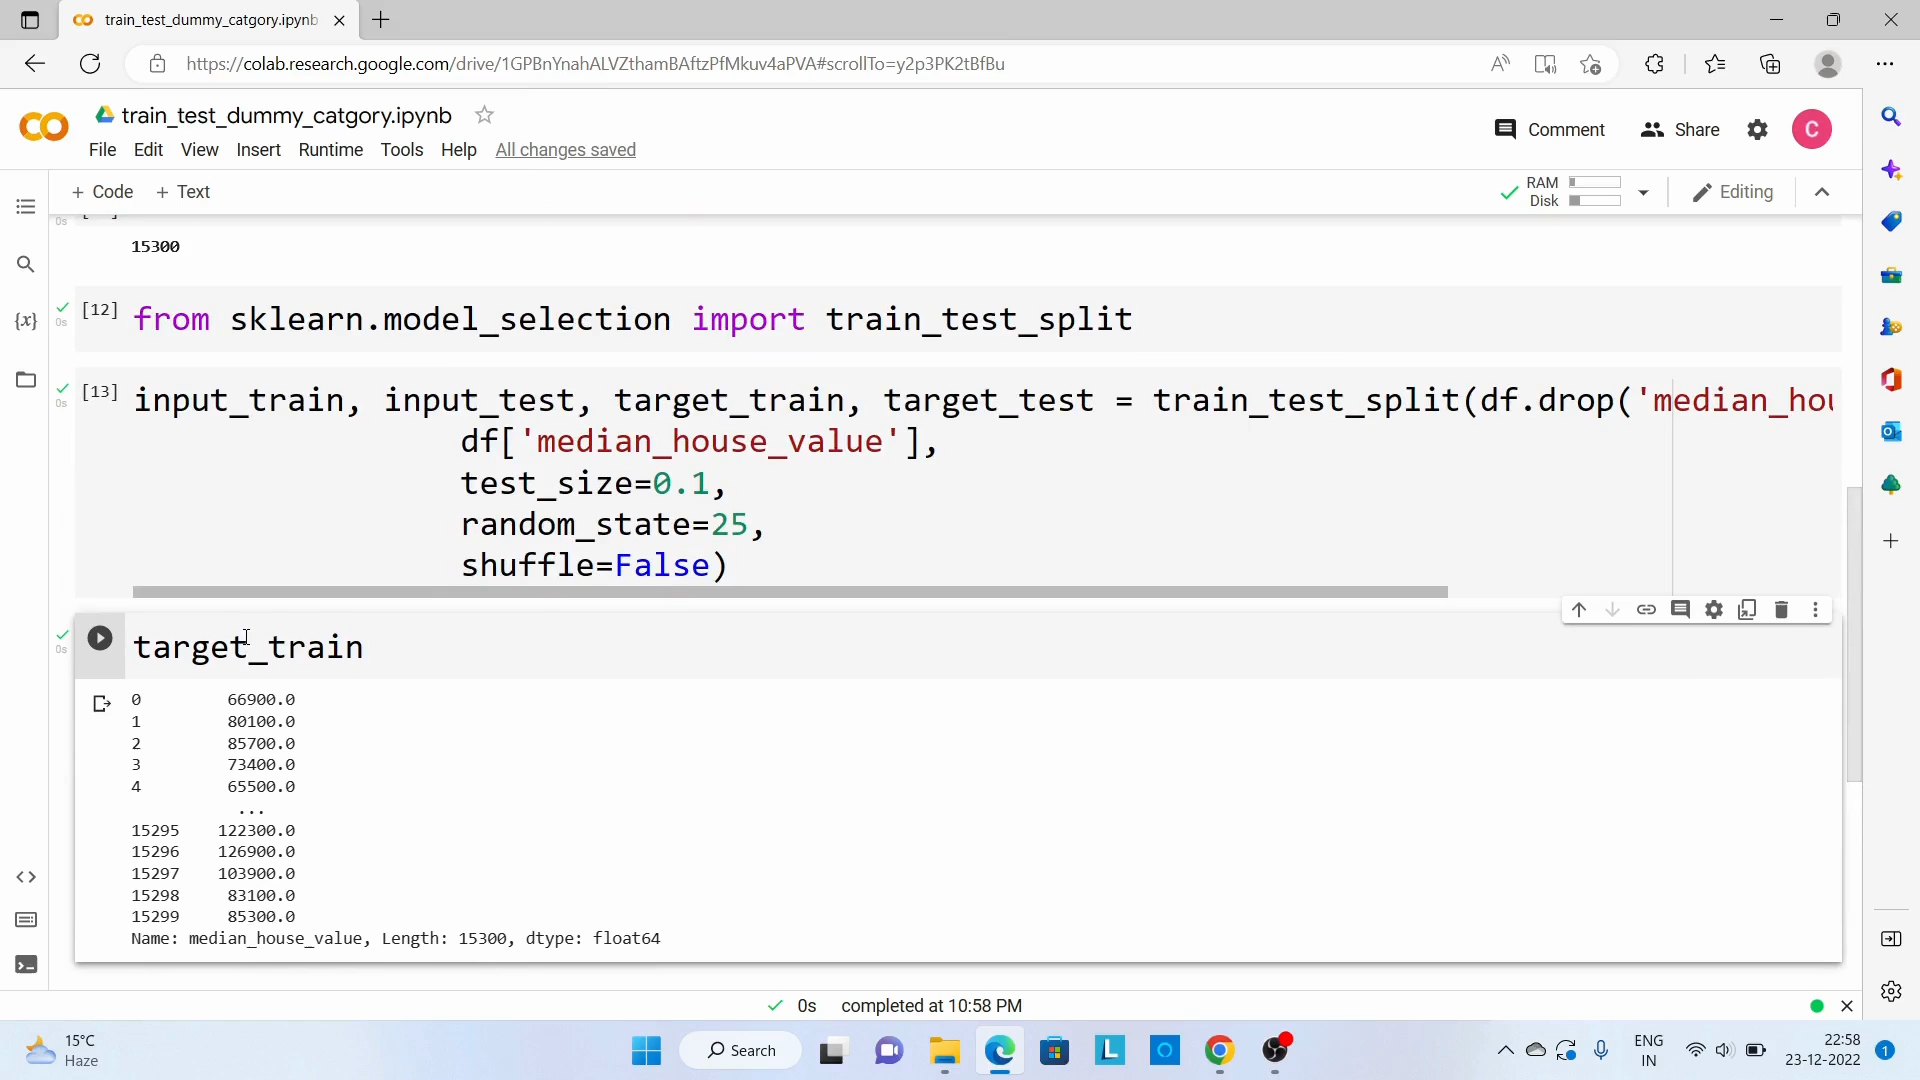 train_test_dummy_catgory.ipynb
https://colab.research.google.com/drive/1GPBnYnahALVZthamBAftzPfMkuv4aPVA#scrollTo=y2p3PK2tBfBu
train_test_dummy_catgory.ipynb
Comment Share C
File Edit View Insert Runtime Tools Help All changes saved
+ Code + Text
RAM
Disk
Editing
0s
15300
[12] from sklearn.model_selection import train_test_split
0s
[13] input_train, input_test, target_train, target_test = train_test_split(df.drop('median_hou
0s
df['median_house_value'],
test_size=0.1,
random_state=25,
shuffle=False)
target_train
0s
0 66900.0
1 80100.0
2 85700.0
3 73400.0
4 65500.0
...
15295 122300.0
15296 126900.0
15297 103900.0
15298 83100.0
15299 85300.0
Name: median_house_value, Length: 15300, dtype: float64
0s completed at 10:58 PM
15°C
Haze
Search
L
ENG
IN
22:58
23-12-2022
1